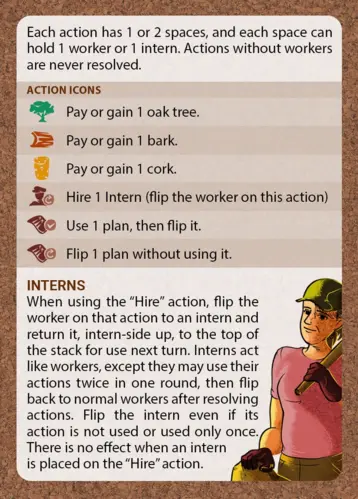 Each action has 1 or 2 spaces, and each space can
hold 1 worker or 1 intern. Actions without workers
are never resolved.
ACTION ICONS
Pay or gain 1 oak tree.
Pay or gain 1 bark.
Pay or gain 1 cork.
Hire 1 Intern (flip the worker on this action)
Use 1 plan, then flip it.
Flip 1 plan without using it.
INTERNS
When using the “Hire” action, flip the
worker on that action to an intern and
return it, intern-side up, to the top of
the stack for use next turn. Interns act
like workers, except they may use their
actions twice in one round, then flip
back to normal workers after resolving
actions. Flip the intern even if its
action is not used or used only once.
There is no effect when an intern
is placed on the “Hire” action.